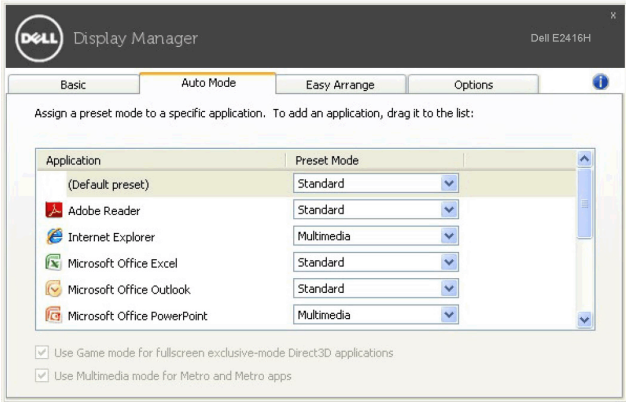 X
DELL Display Manager Dell E2416H
Basic Auto Mode Easy Arrange Options i
Assign a preset mode to a specific application. To add an application, drag it to the list:
Application Preset Mode
(Default preset) Standard
Adobe Reader Standard
Internet Explorer Multimedia
Microsoft Office Excel Standard
Microsoft Office Outlook Standard
Microsoft Office PowerPoint Multimedia
Use Game mode for fullscreen exclusive-mode Direct3D applications
Use Multimedia mode for Metro and Metro apps